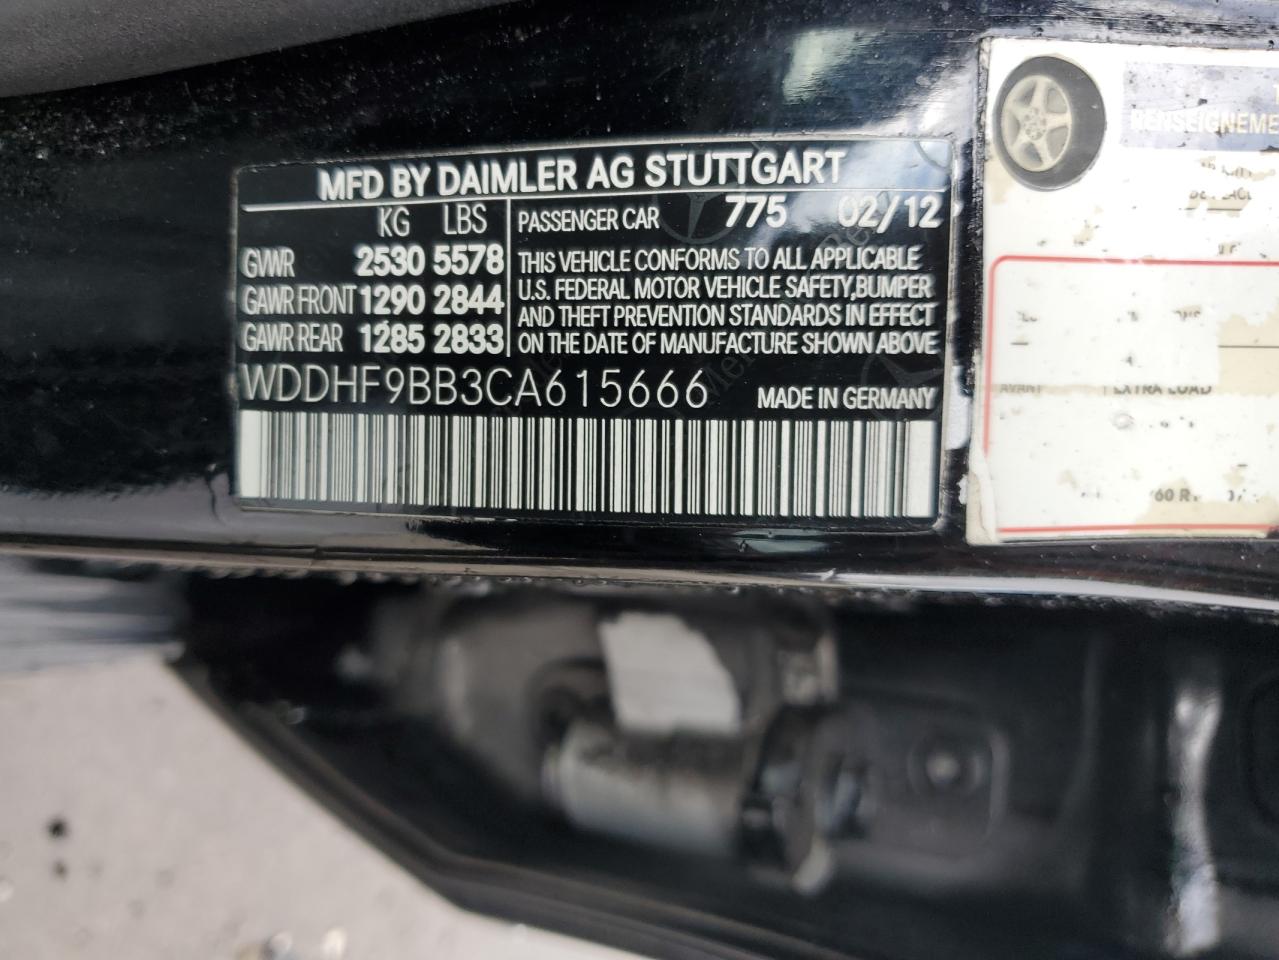 MFD BY DAIMLER AG STUTTGART
KG LBS
GVWR 2530 5578
GAWR FRONT 1290 2844
GAWR REAR 1285 2833
PASSENGER CAR 775 02/12
THIS VEHICLE CONFORMS TO ALL APPLICABLE
U.S. FEDERAL MOTOR VEHICLE SAFETY,BUMPER
AND THEFT PREVENTION STANDARDS IN EFFECT
ON THE DATE OF MANUFACTURE SHOWN ABOVE
WDDHF9BB3CA615666 MADE IN GERMANY
RENSEIGNEME
AVANT EXTRA LOAD